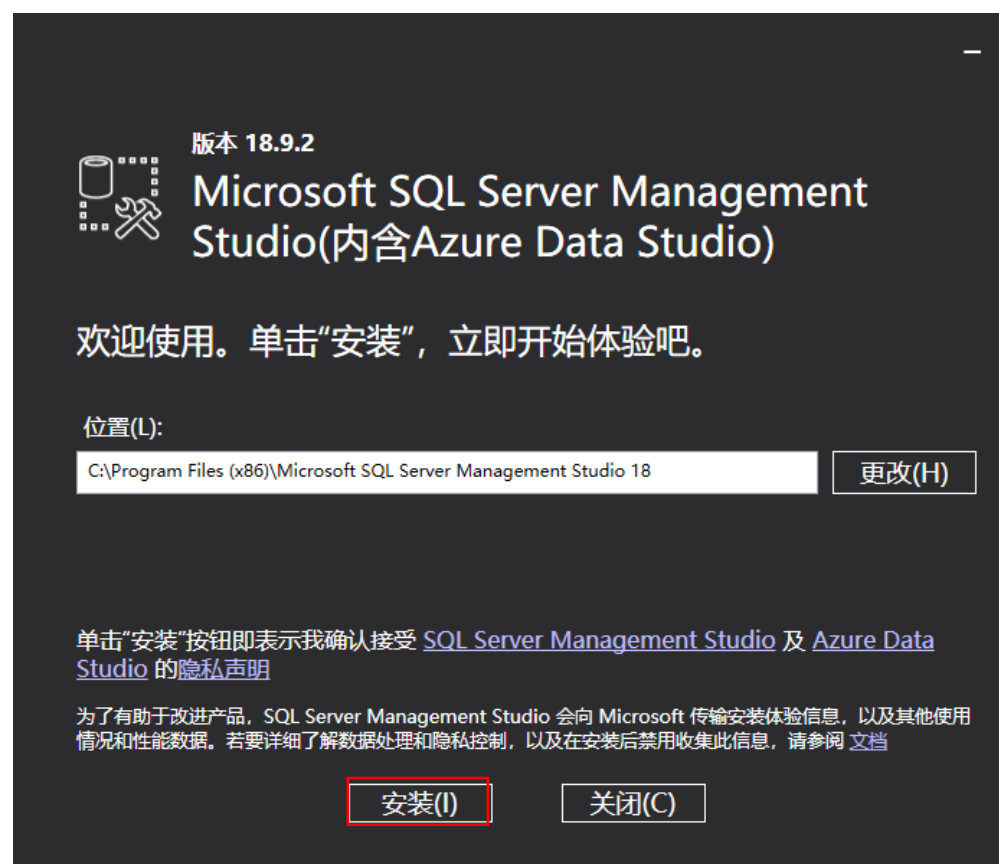 版本 18.9.2
Microsoft SQL Server Management
Studio(内含Azure Data Studio)
欢迎使用。单击“安装”，立即开始体验吧。
位置(L):
C:\Program Files (x86)\Microsoft SQL Server Management Studio 18
更改(H)
单击“安装”按钮即表示我确认接受 SQL Server Management Studio 及 Azure Data
Studio 的隐私声明
为了有助于改进产品，SQL Server Management Studio 会向 Microsoft 传输安装体验信息，以及其他使用
情况和性能数据。若要详细了解数据处理和隐私控制，以及在安装后禁用收集此信息，请参阅 文档
安装(I)
关闭(C)